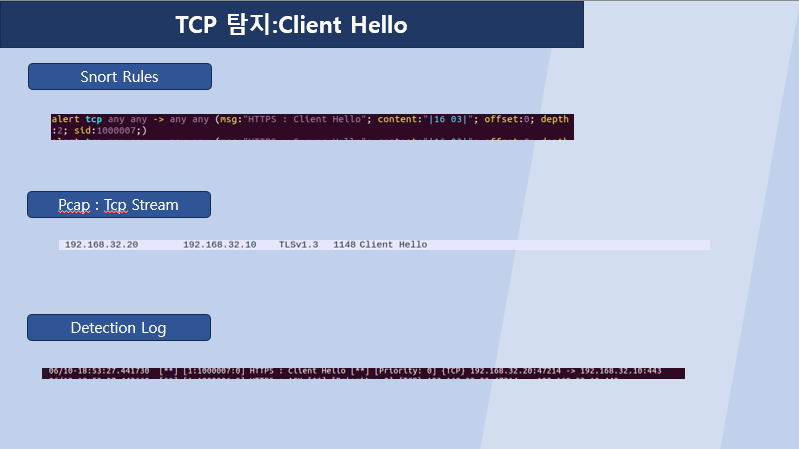 TCP 탐지:Client Hello
Snort Rules
alert tcp any any -> any any (msg:"HTTPS : Client Hello"; content:"|16 03|"; offset:0; depth
:2; sid:1000007;)
Pcap : Tcp Stream
192.168.32.20 192.168.32.10 TLSv1.3 1148 Client Hello
Detection Log
06/10-18:53:27.441730 [**] [1:1000007:0] HTTPS : Client Hello [**] [Priority: 0] {TCP} 192.168.32.20:47214 -> 192.168.32.10:443